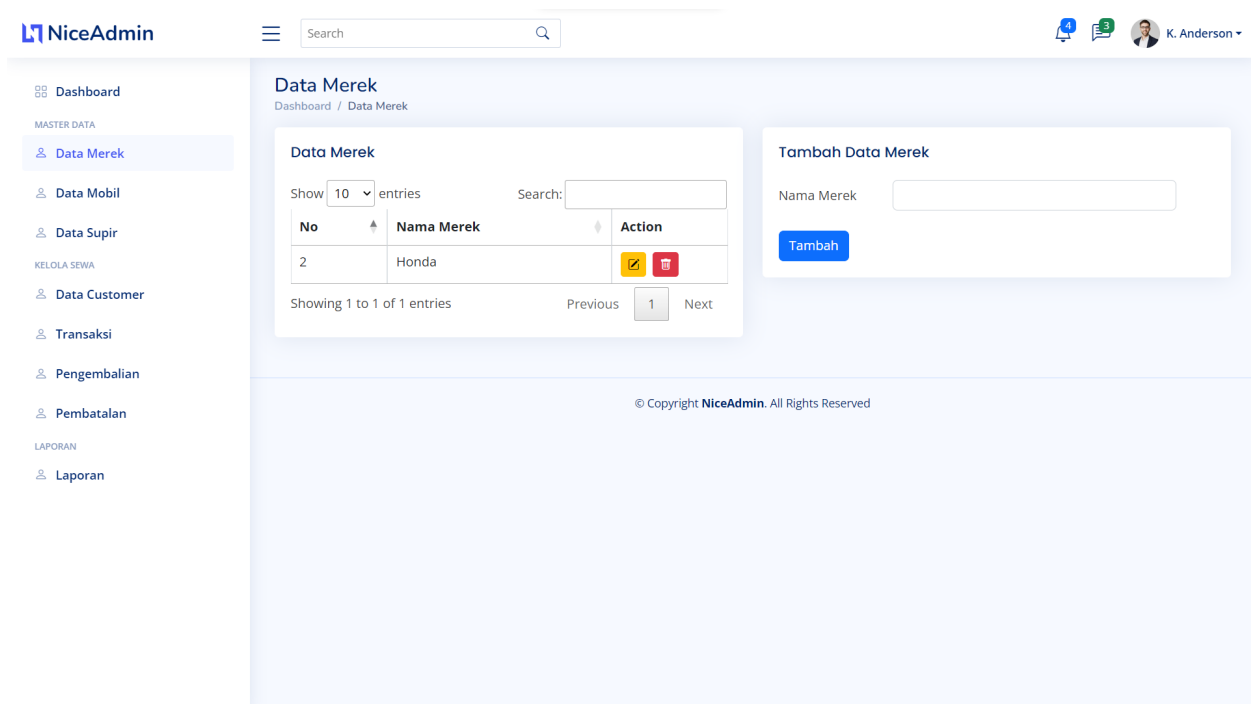 NiceAdmin
Search
4
3
K. Anderson
Dashboard
MASTER DATA
Data Merek
Data Mobil
Data Supir
KELOLA SEWA
Data Customer
Transaksi
Pengembalian
Pembatalan
LAPORAN
Laporan
Data Merek
Dashboard / Data Merek
Data Merek
Show 10 entries Search:
No Nama Merek Action
2 Honda
Showing 1 to 1 of 1 entries Previous 1 Next
Tambah Data Merek
Nama Merek
Tambah
© Copyright NiceAdmin. All Rights Reserved